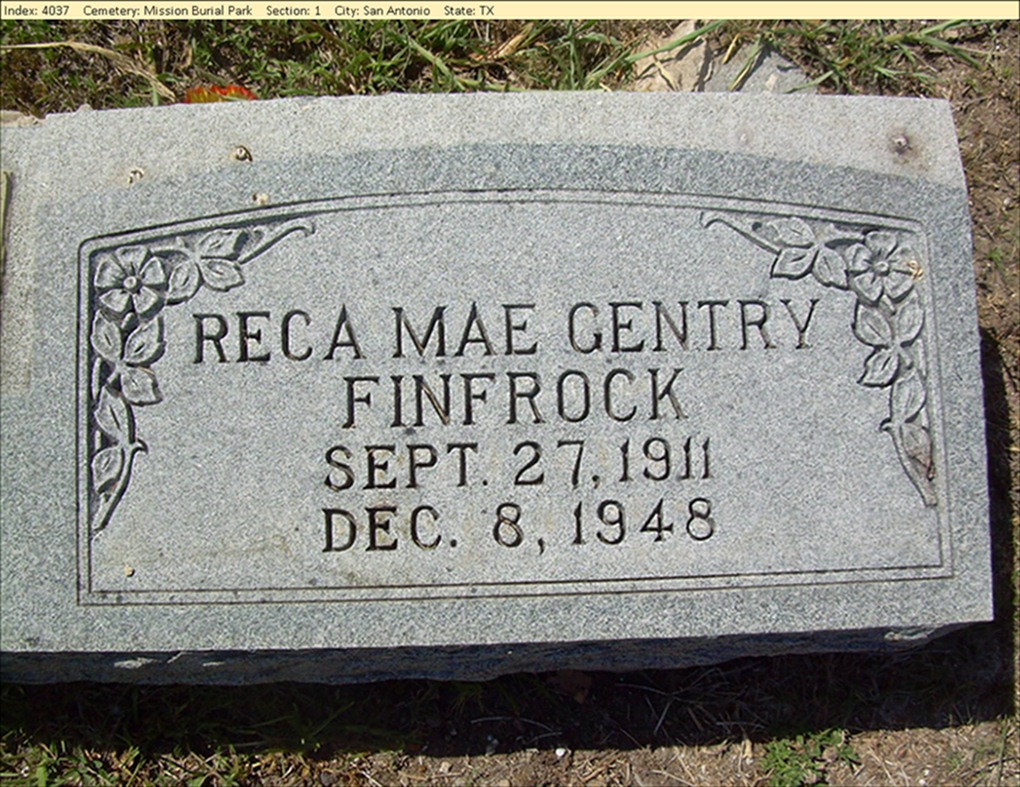 Index: 4037 Cemetery: Mission Burial Park Section: 1 City: San Antonio State: TX
RECA MAE GENTRY
FINFROCK
SEPT. 27, 1911
DEC. 8, 1948